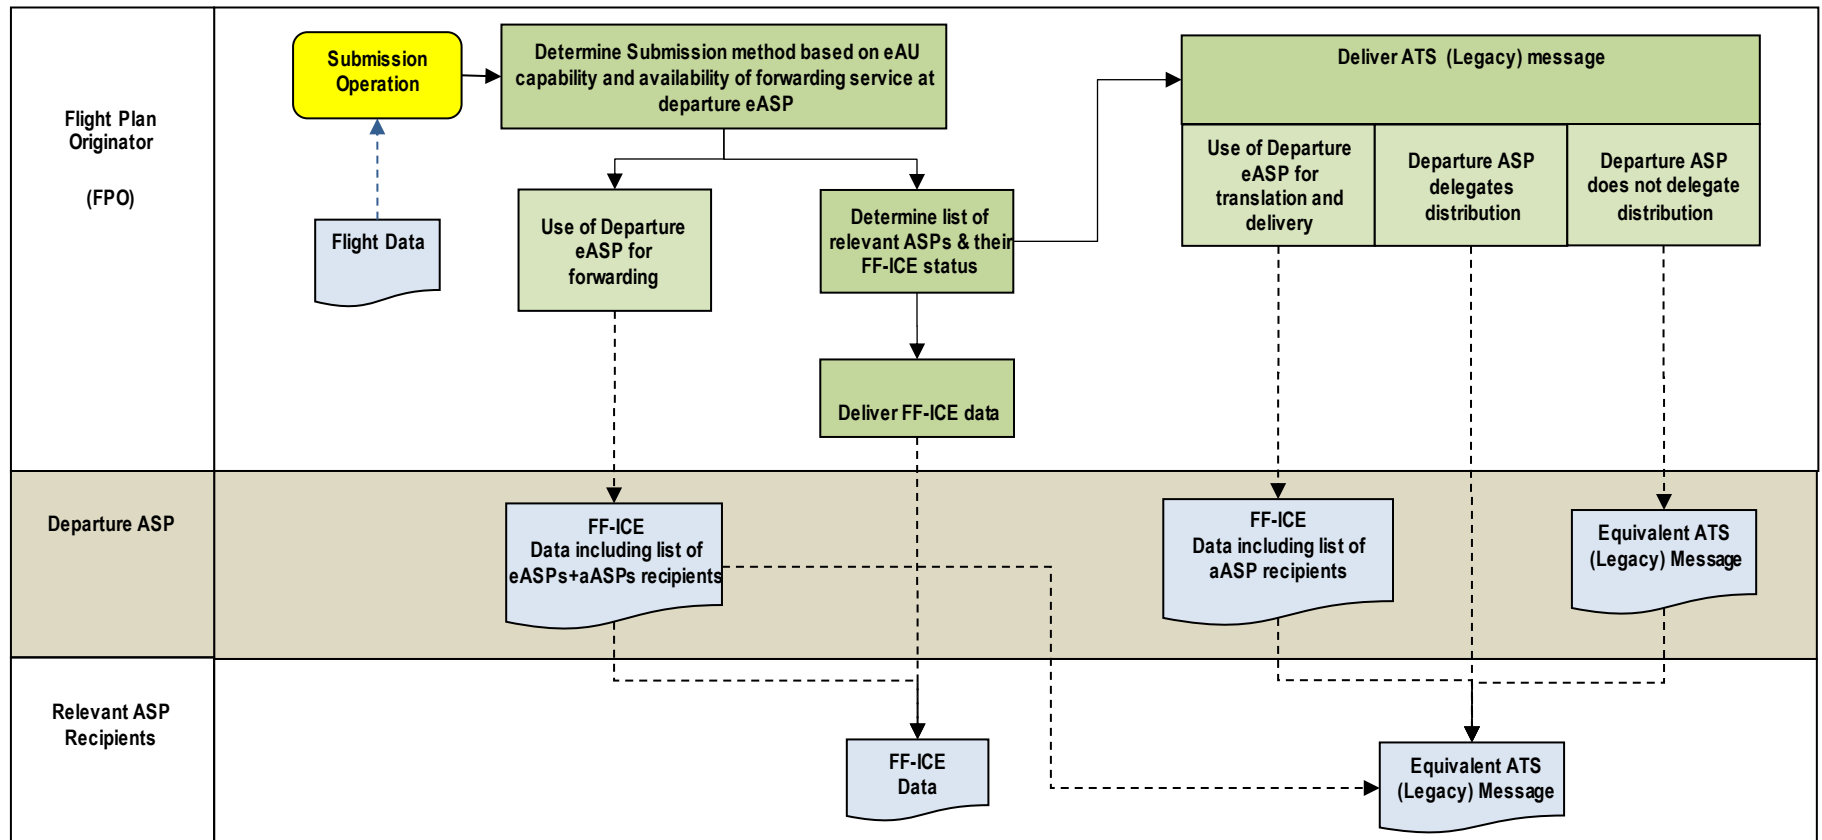 Flight Plan
Originator
(FPO)
Submission
Operation
Flight Data
Determine Submission method based on eAU
capability and availability of forwarding service at
departure eASP
Use of Departure
eASP for
forwarding
Determine list of
relevant ASPs & their
FF-ICE status
Deliver FF-ICE data
Deliver ATS (Legacy) message
Use of Departure
eASP for
translation and
delivery
Departure ASP
delegates
distribution
Departure ASP
does not delegate
distribution
Departure ASP
FF-ICE
Data including list of
eASPs+aASPs recipients
FF-ICE
Data including list of
aASP recipients
Equivalent ATS
(Legacy) Message
Relevant ASP
Recipients
FF-ICE
Data
Equivalent ATS
(Legacy) Message